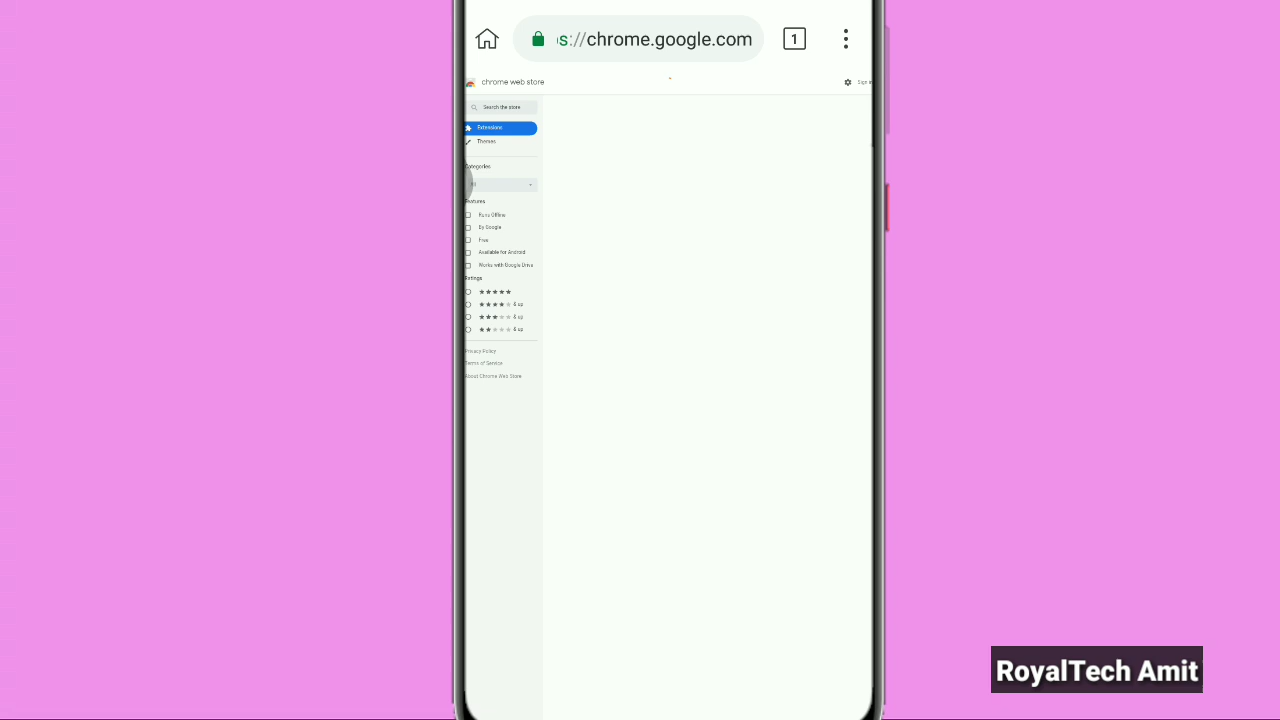 s://chrome.google.com
1
chrome web store
Sign in
Search the store
Extensions
Themes
Categories
Features
Runs Offline
By Google
Free
Available for Android
Works with Google Drive
Ratings
& up
& up
& up
Privacy Policy
Terms of Service
About Chrome Web Store
RoyalTech Amit